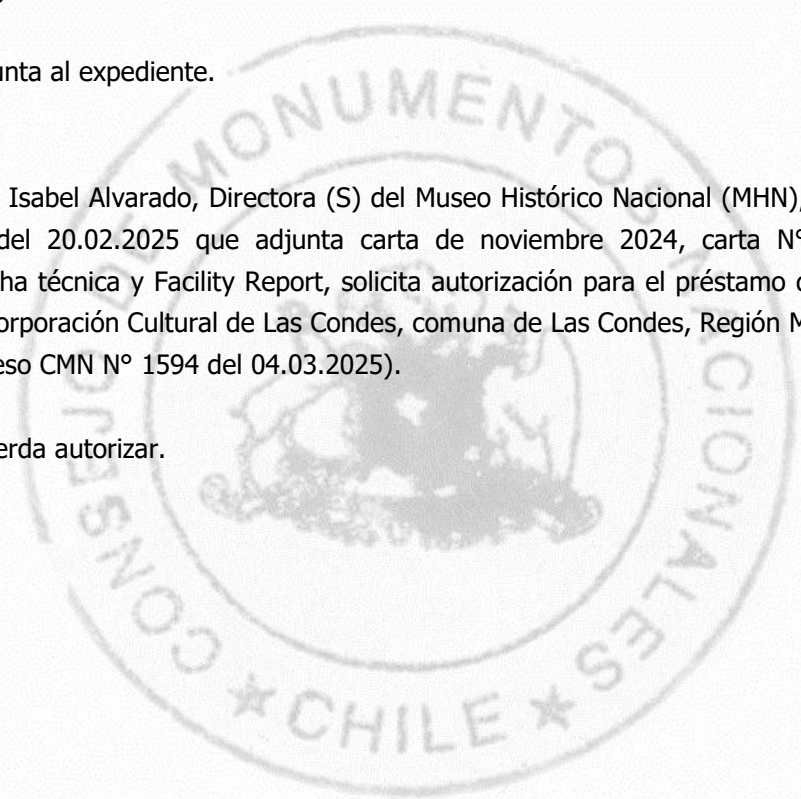 unta al expediente.
Isabel Alvarado, Directora (S) del Museo Histórico Nacional (MHN),
del 20.02.2025 que adjunta carta de noviembre 2024, carta N°
ha técnica y Facility Report, solicita autorización para el préstamo
orporación Cultural de Las Condes, comuna de Las Condes, Región M
eso CMN N° 1594 del 04.03.2025).
erda autorizar.
CONSEJO DE MONUMENTOS NACIONALES
★ CHILE ★